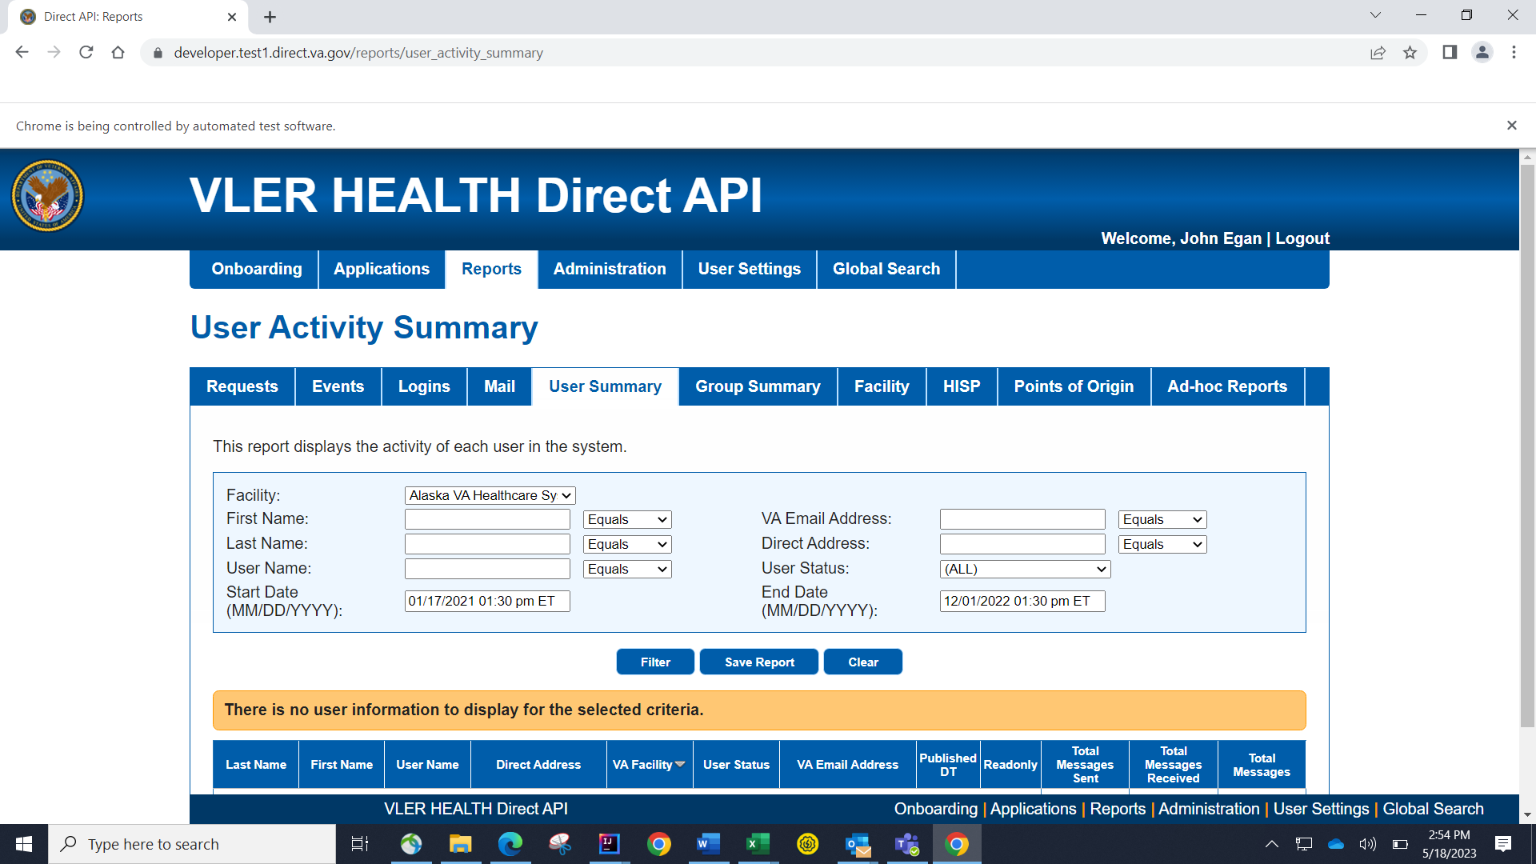 Direct API: Reports
developer.test1.direct.va.gov/reports/user_activity_summary
Chrome is being controlled by automated test software.
VLER HEALTH Direct API
Welcome, John Egan | Logout
Onboarding Applications Reports Administration User Settings Global Search
User Activity Summary
Requests Events Logins Mail User Summary Group Summary Facility HISP Points of Origin Ad-hoc Reports
This report displays the activity of each user in the system.
Facility: Alaska VA Healthcare Sy
First Name: Equals VA Email Address: Equals
Last Name: Equals Direct Address: Equals
User Name: Equals User Status: (ALL)
Start Date
(MM/DD/YYYY): 01/17/2021 01:30 pm ET
End Date
(MM/DD/YYYY): 12/01/2022 01:30 pm ET
Filter Save Report Clear
There is no user information to display for the selected criteria.
Last Name First Name User Name Direct Address VA Facility User Status VA Email Address Published DT Readonly Total Messages Sent Total Messages Received Total Messages
VLER HEALTH Direct API Onboarding | Applications | Reports | Administration | User Settings | Global Search
Type here to search
2:54 PM
5/18/2023